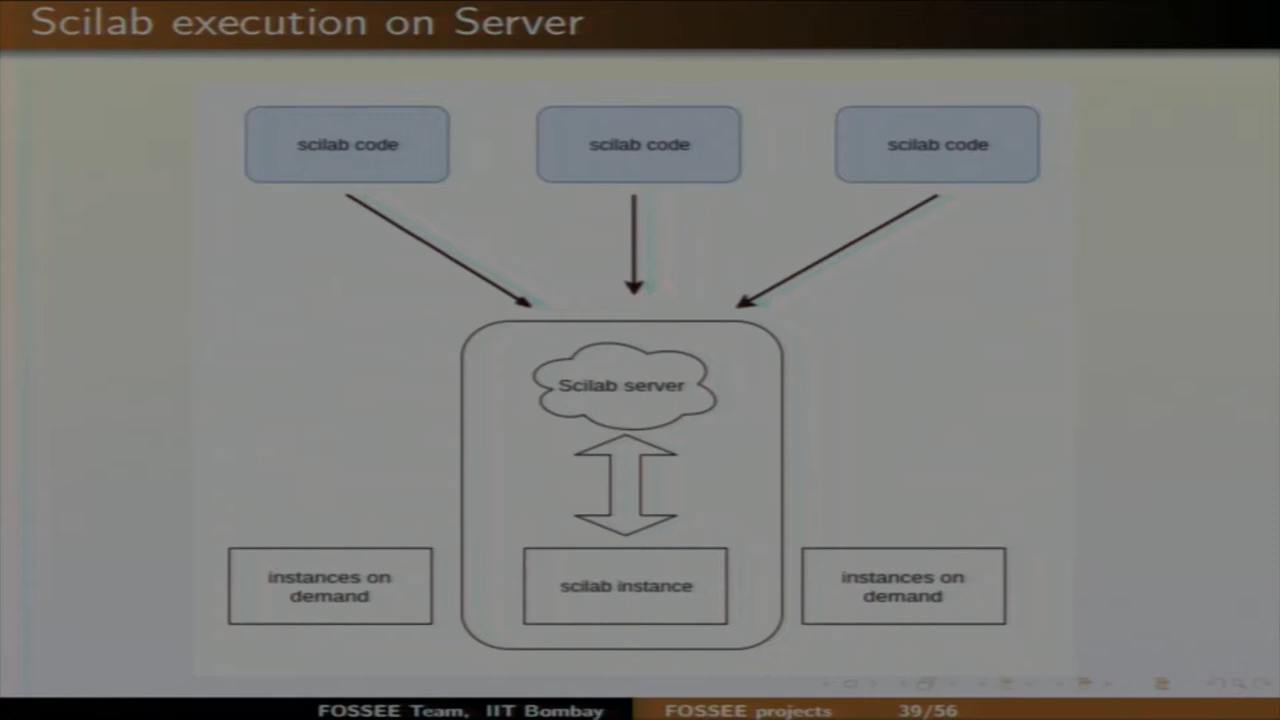 Scilab execution on Server
scilab code
scilab code
scilab code
Scilab server
instances on
demand
scilab instance
instances on
demand
FOSSEE Team, IIT Bombay
FOSSEE projects
39/56